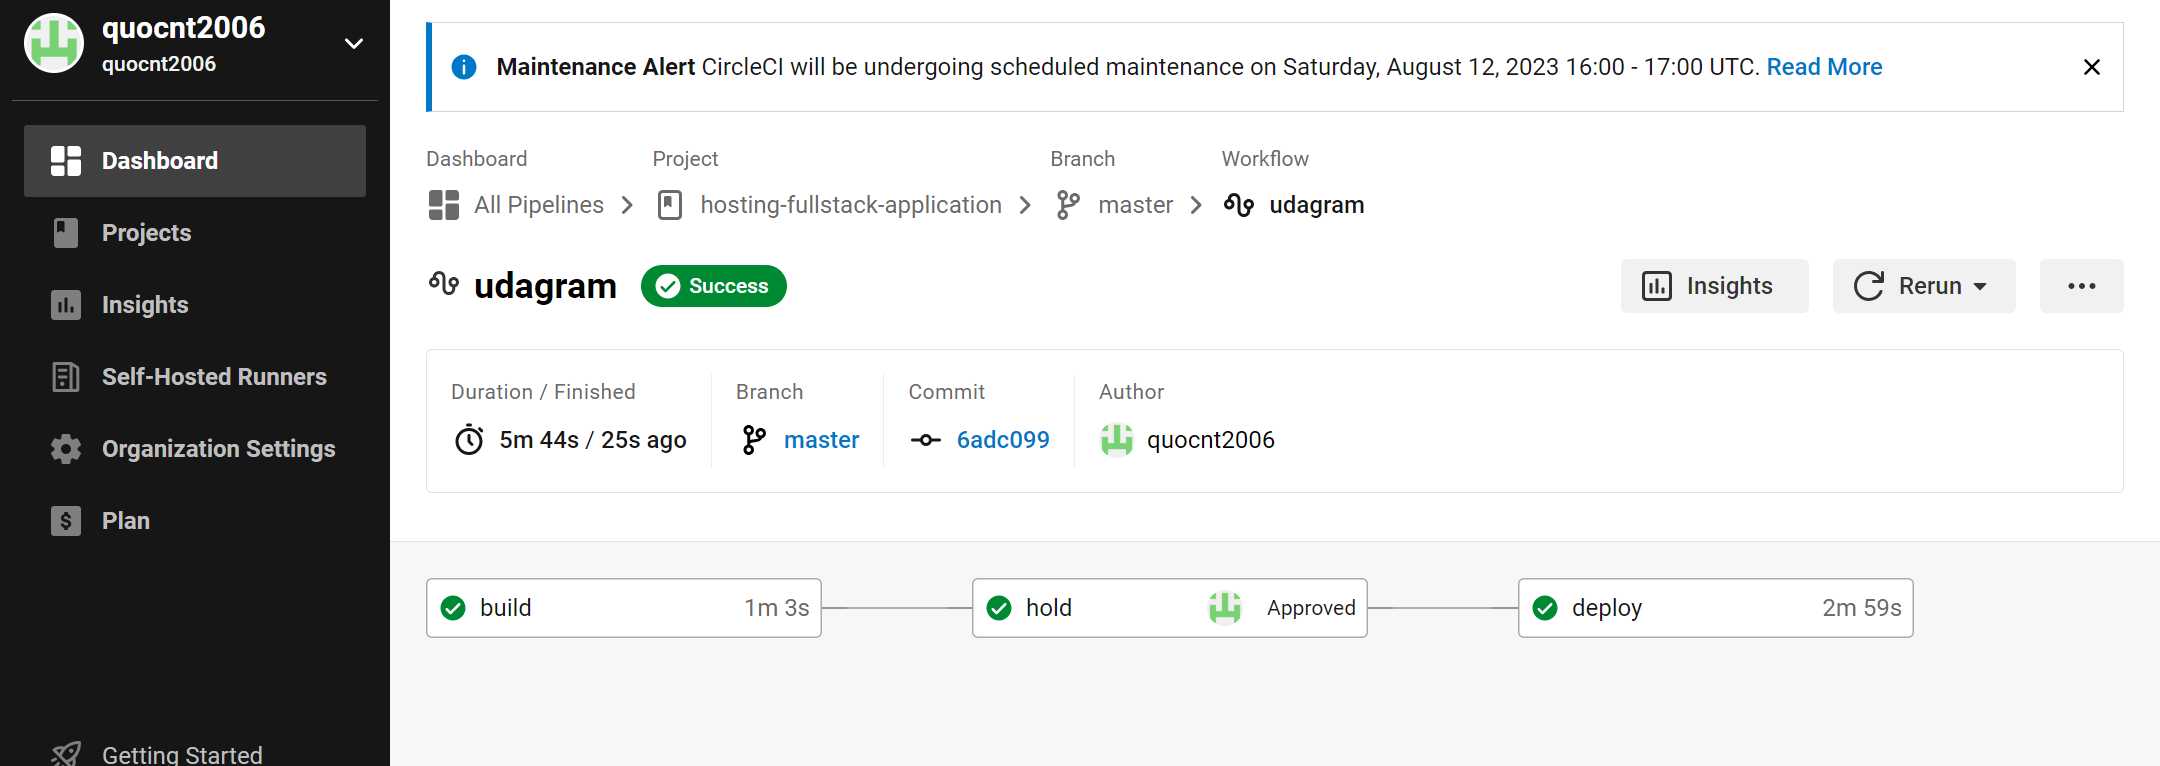 quocnt2006
quocnt2006
Dashboard
Projects
Insights
Self-Hosted Runners
Organization Settings
Plan
Getting Started
Maintenance Alert CircleCI will be undergoing scheduled maintenance on Saturday, August 12, 2023 16:00 - 17:00 UTC. Read More
Dashboard Project Branch Workflow
All Pipelines hosting-fullstack-application master udagram
udagram Success Insights Rerun
Duration / Finished Branch Commit Author
5m 44s / 25s ago master 6adc099 quocnt2006
build 1m 3s hold Approved deploy 2m 59s